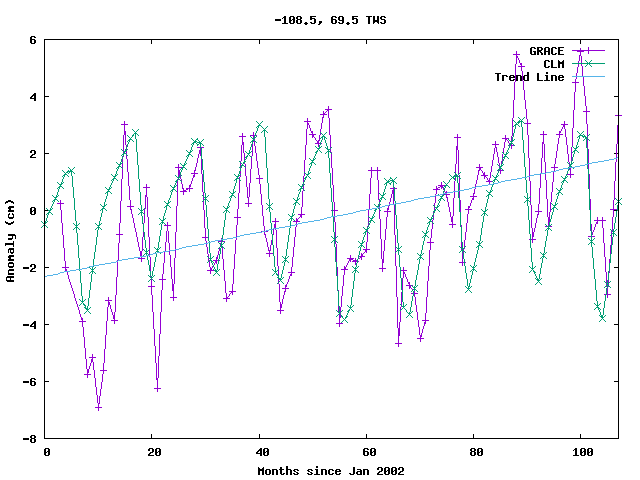 -108.5, 69.5 TWS
GRACE
CLM
Trend Line
6
4
2
0
-2
-4
-6
-8
Anomaly (cm)
0 20 40 60 80 100
Months since Jan 2002